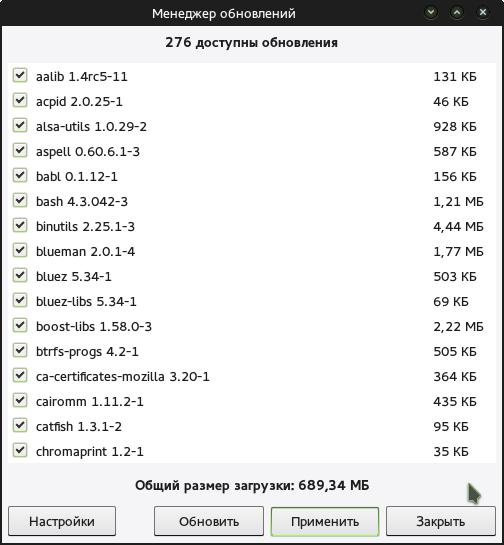 Менеджер обновлений
276 доступны обновления
aalib 1.4rc5-11 131 КБ
acpid 2.0.25-1 46 КБ
alsa-utils 1.0.29-2 928 КБ
aspell 0.60.6.1-3 587 КБ
babl 0.1.12-1 156 КБ
bash 4.3.042-3 1,21 МБ
binutils 2.25.1-3 4,44 МБ
blueman 2.0.1-4 1,77 МБ
bluez 5.34-1 503 КБ
bluez-libs 5.34-1 69 КБ
boost-libs 1.58.0-3 2,22 МБ
btrfs-progs 4.2-1 505 КБ
ca-certificates-mozilla 3.20-1 364 КБ
cairomm 1.11.2-1 435 КБ
catfish 1.3.1-2 95 КБ
chromaprint 1.2-1 35 КБ
Общий размер загрузки: 689,34 МБ
Настройки Обновить Применить Закрыть